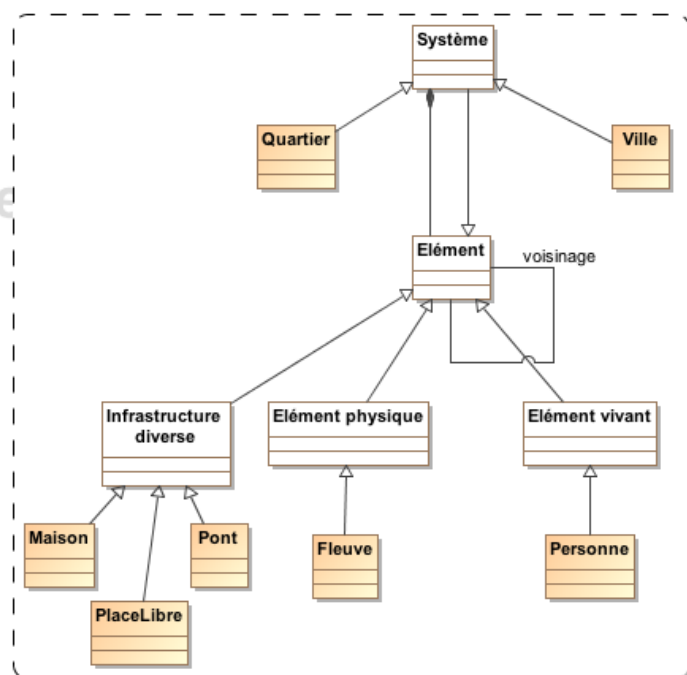 Système
Quartier
Ville
Elément
voisinage
Infrastructure
diverse
Elément physique
Elément vivant
Maison
Pont
Fleuve
Personne
PlaceLibre